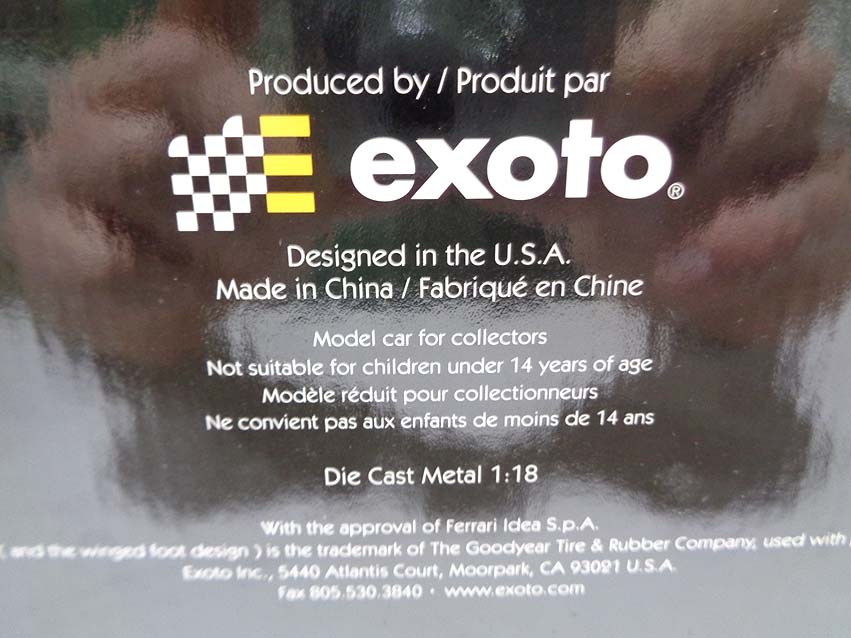 Produced by / Produit par
exoto®
Designed in the U.S.A.
Made in China / Fabriqué en Chine
Model car for collectors
Not suitable for children under 14 years of age
Modèle réduit pour collectionneurs
Ne convient pas aux enfants de moins de 14 ans
Die Cast Metal 1:18
With the approval of Ferrari Idea S.p.A.
( and the winged foot design ) is the trademark of The Goodyear Tire & Rubber Company, used with
Exoto Inc., 5440 Atlantis Court, Moorpark, CA 93021 U.S.A.
Fax 805.530.3840 · www.exoto.com